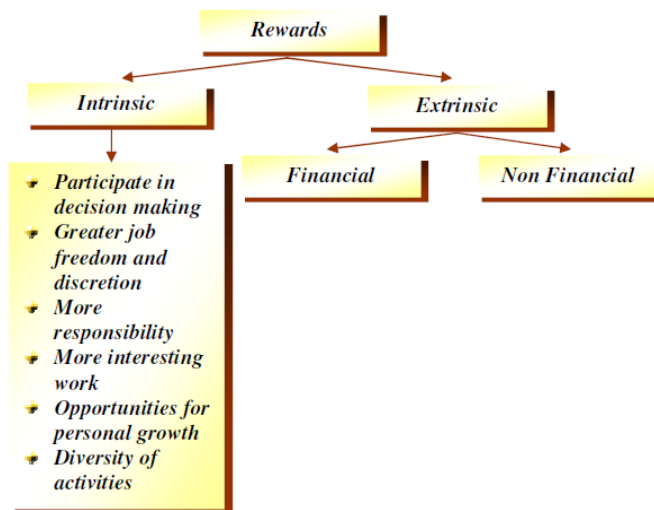 Rewards
Intrinsic
Extrinsic
Financial
Non Financial
Participate in
decision making
Greater job
freedom and
discretion
More
responsibility
More interesting
work
Opportunities for
personal growth
Diversity of
activities